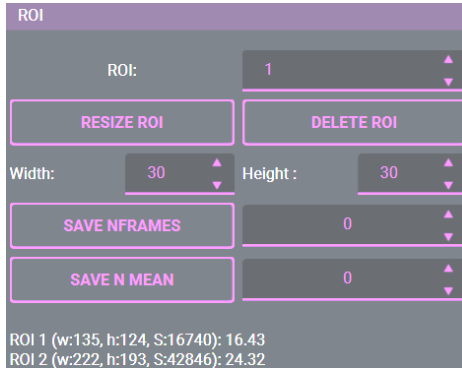 ROI
ROI: 1
RESIZE ROI DELETE ROI
Width: 30 Height : 30
SAVE NFRAMES 0
SAVE N MEAN 0
ROI 1 (w:135, h:124, S:16740): 16.43
ROI 2 (w:222, h:193, S:42846): 24.32